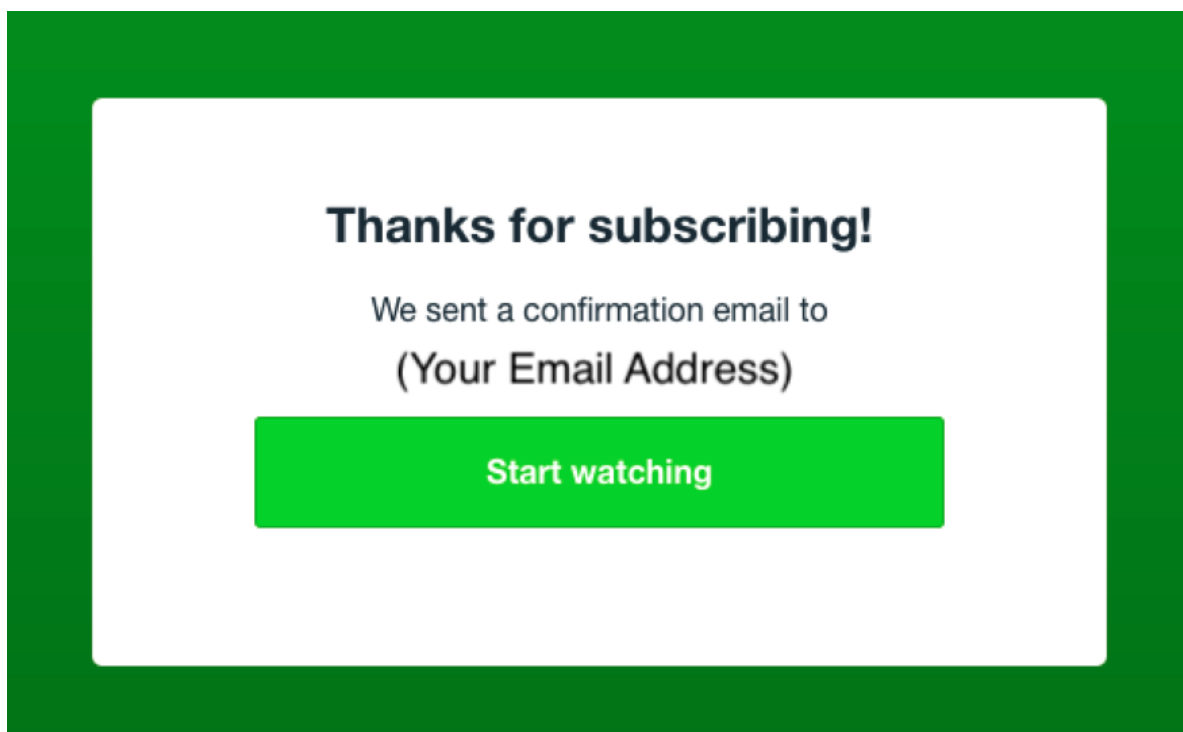 Thanks for subscribing!
We sent a confirmation email to
(Your Email Address)
Start watching